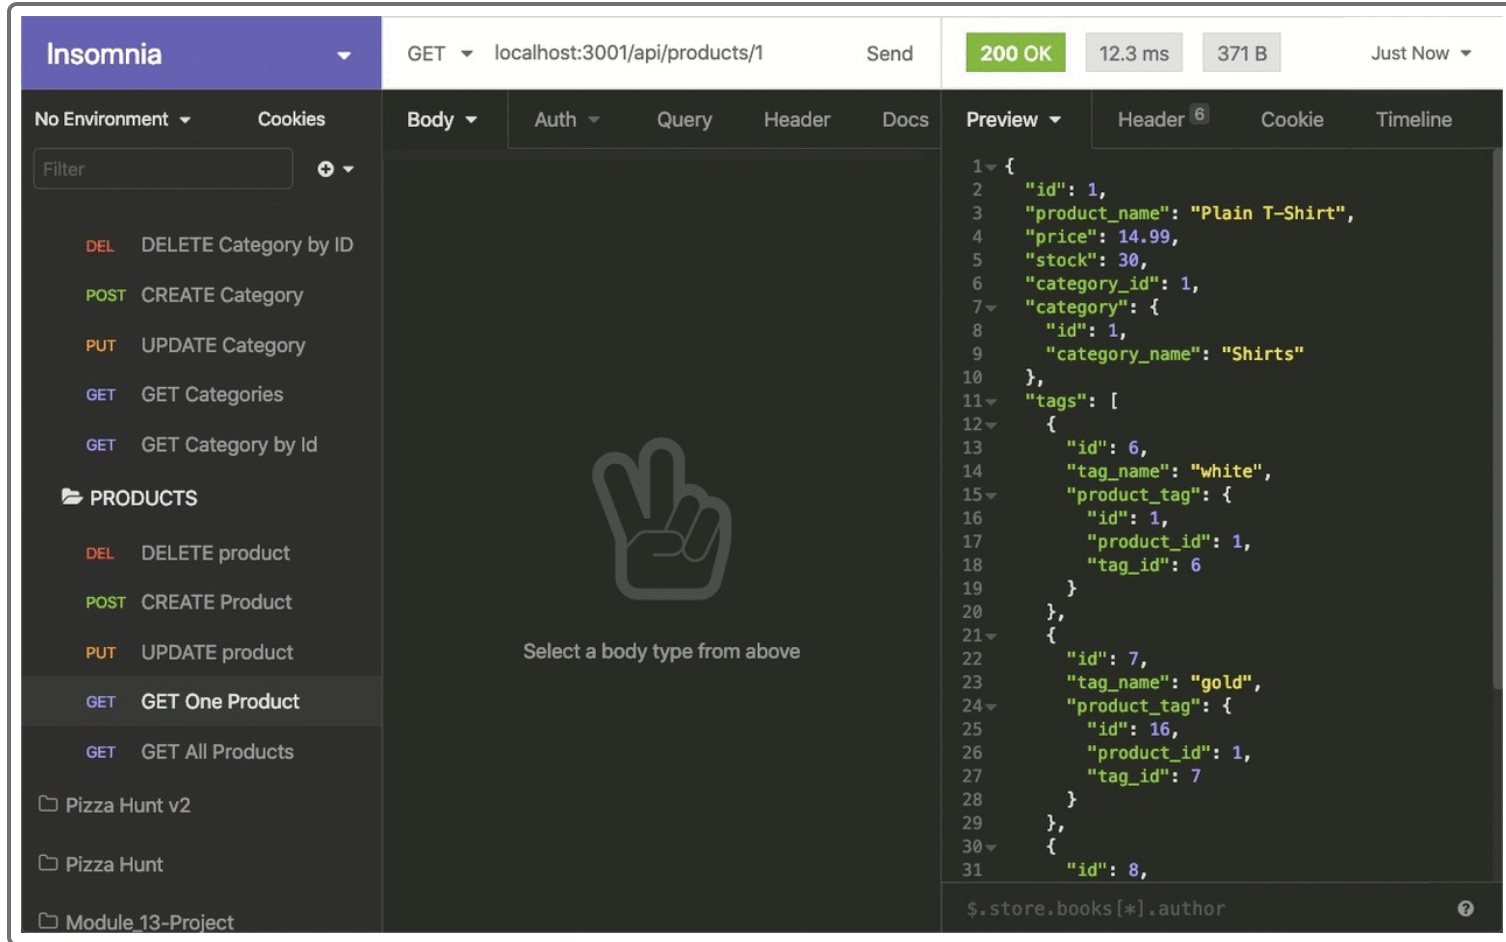 Insomnia
GET localhost:3001/api/products/1 Send
200 OK 12.3 ms 371 B Just Now
No Environment Cookies
Body Auth Query Header Docs
Preview Header 6 Cookie Timeline
Filter
DEL DELETE Category by ID
POST CREATE Category
PUT UPDATE Category
GET GET Categories
GET GET Category by Id
PRODUCTS
DEL DELETE product
POST CREATE Product
PUT UPDATE product
GET GET One Product
GET GET All Products
Pizza Hunt v2
Pizza Hunt
Module_13-Project
Select a body type from above
1 {
2 "id": 1,
3 "product_name": "Plain T-Shirt",
4 "price": 14.99,
5 "stock": 30,
6 "category_id": 1,
7 "category": {
8 "id": 1,
9 "category_name": "Shirts"
10 },
11 "tags": [
12 {
13 "id": 6,
14 "tag_name": "white",
15 "product_tag": {
16 "id": 1,
17 "product_id": 1,
18 "tag_id": 6
19 }
20 },
21 {
22 "id": 7,
23 "tag_name": "gold",
24 "product_tag": {
25 "id": 16,
26 "product_id": 1,
27 "tag_id": 7
28 }
29 },
30 {
31 "id": 8,
$.store.books[*].author